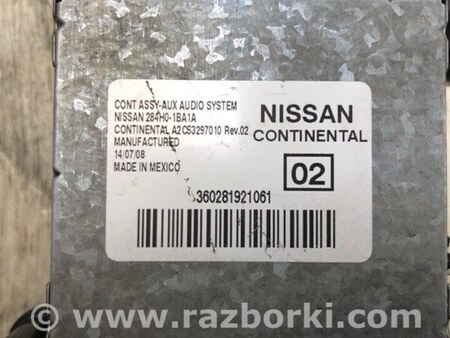 CONT ASSY-AUX AUDIO SYSTEM
NISSAN 284H0-1BA1A
CONTINENTAL A2C53297010 Rev.02
MANUFACTURED
14/07/08
MADE IN MEXICO
NISSAN
CONTINENTAL
02
360281921061
www.razborki.com